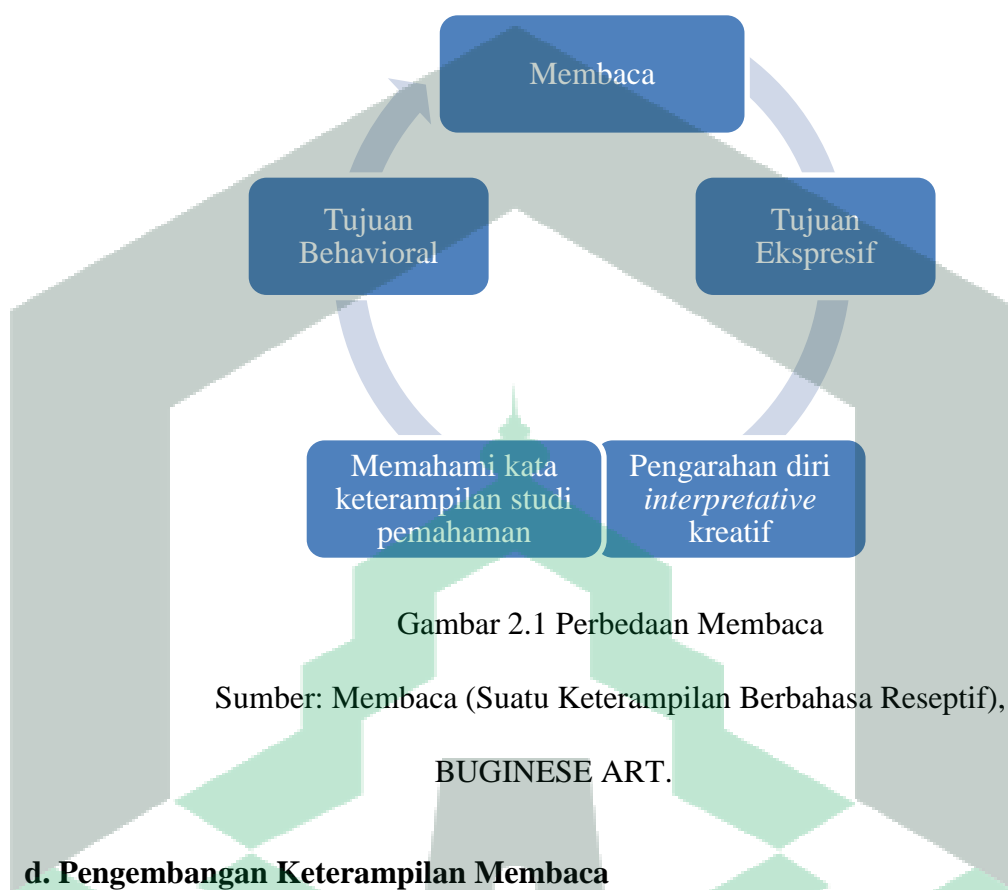 Membaca
Tujuan
Behavioral
Tujuan
Ekspresif
Memahami kata
keterampilan studi
pemahaman
Pengarahan diri
interpretative
kreatif
Gambar 2.1 Perbedaan Membaca
Sumber: Membaca (Suatu Keterampilan Berbahasa Reseptif),
BUGINESE ART.
d. Pengembangan Keterampilan Membaca